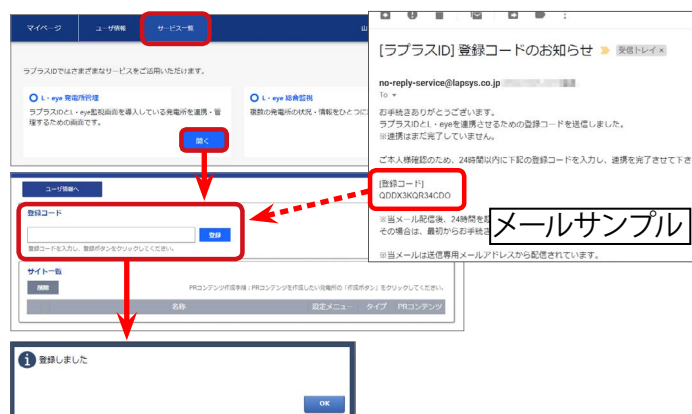 マイページ
ユーザ情報
サービス一覧
山
ラプラスIDではさまざまなサービスをご活用いただけます。
L・eye 発電所管理
ラプラスIDとL・eye監視画面を導入している発電所を連携・管
理するための画面です。
開く
L・eye 総合監視
複数の発電所の状況・情報をひとつに
ユーザ情報へ
登録コード
登録
登録コードを入力し、登録ボタンをクリックしてください。
サイト一覧
削除
PRコンテンツ作成手順：PRコンテンツを作成したい発電所の「作成ボタン」をクリックしてください。
名称
設定メニュー
タイプ
PRコンテンツ
登録しました
OK
[ラプラスID] 登録コードのお知らせ
受信トレイ ×
no-reply-service@lapsys.co.jp
To
お手続きありがとうございます。
ラプラスIDとL・eyeを連携させるための登録コードを送信しました。
※連携はまだ完了していません。
ご本人様確認のため、24時間以内に下記の登録コードを入力し、連携を完了させて下さ
[登録コード]
QDDX3KQR34CDO
※当メール配信後、24時間を超
その場合は、最初からお手続き
メールサンプル
※当メールは送信専用メールアドレスから配信されています。